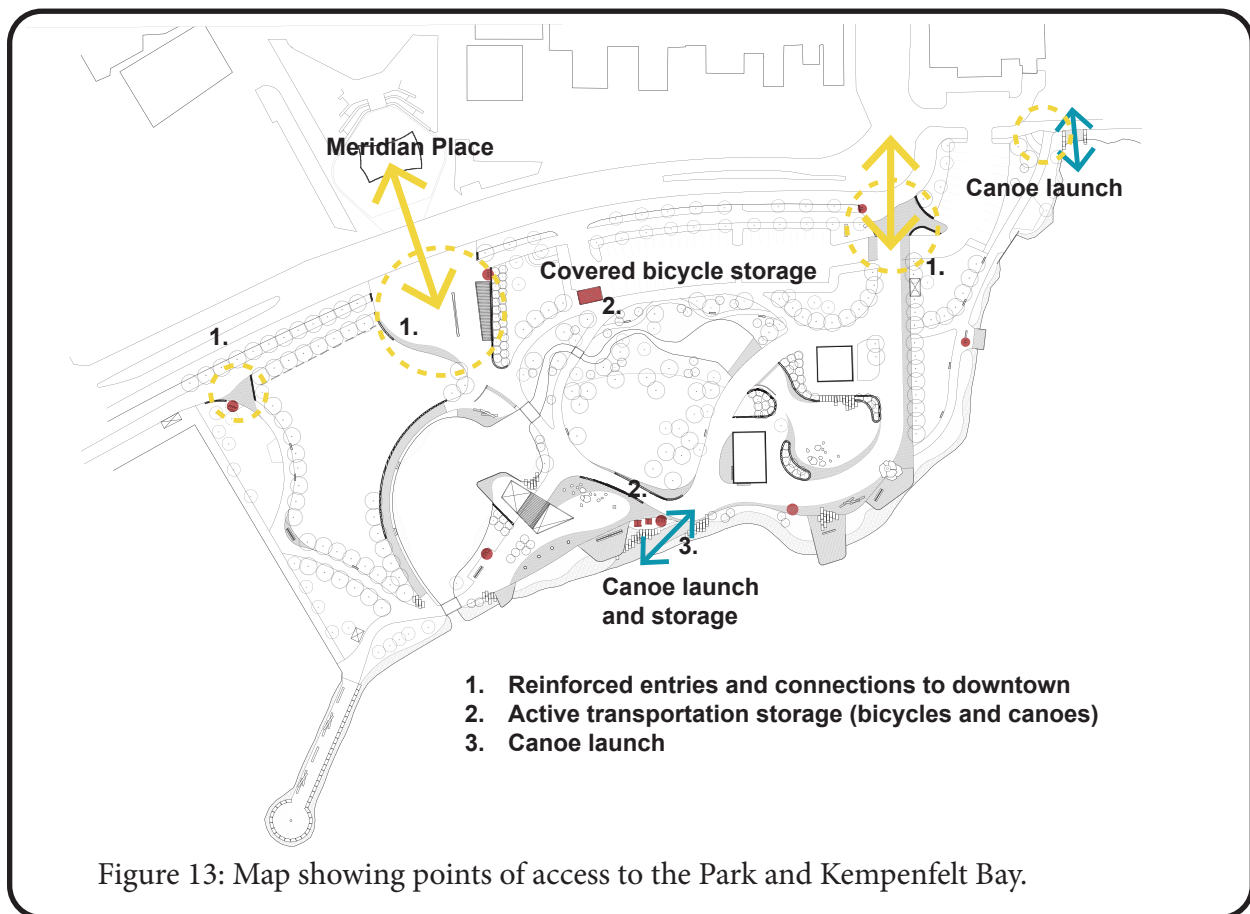 Meridian Place
Canoe launch
Covered bicycle storage
1.
2.
1.
1.
2.
3.
Canoe launch
and storage
1. Reinforced entries and connections to downtown
2. Active transportation storage (bicycles and canoes)
3. Canoe launch
Figure 13: Map showing points of access to the Park and Kempenfelt Bay.